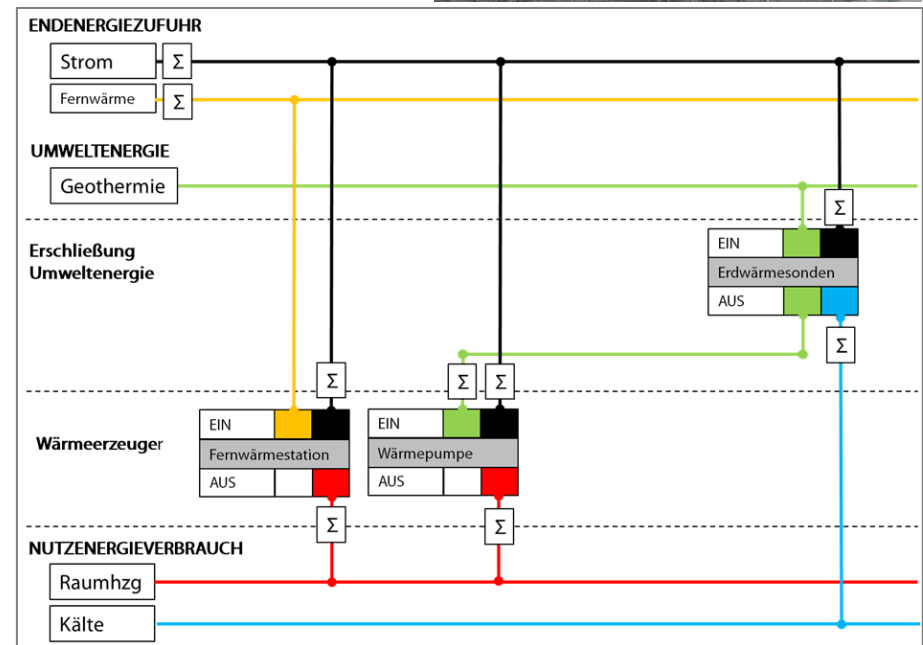 ENDENERGIEZUFUHR
Strom Σ
Fernwärme Σ
UMWELTENERGIE
Geothermie
Σ
Erschließung
Umweltenergie
EIN
Erdwärmesonden
AUS
Σ
Σ Σ Σ
Wärmeerzeuger
EIN EIN
Fernwärmestation Wärmepumpe
AUS AUS
Σ Σ
NUTZENERGIEVERBRAUCH
Raumhzg
Kälte